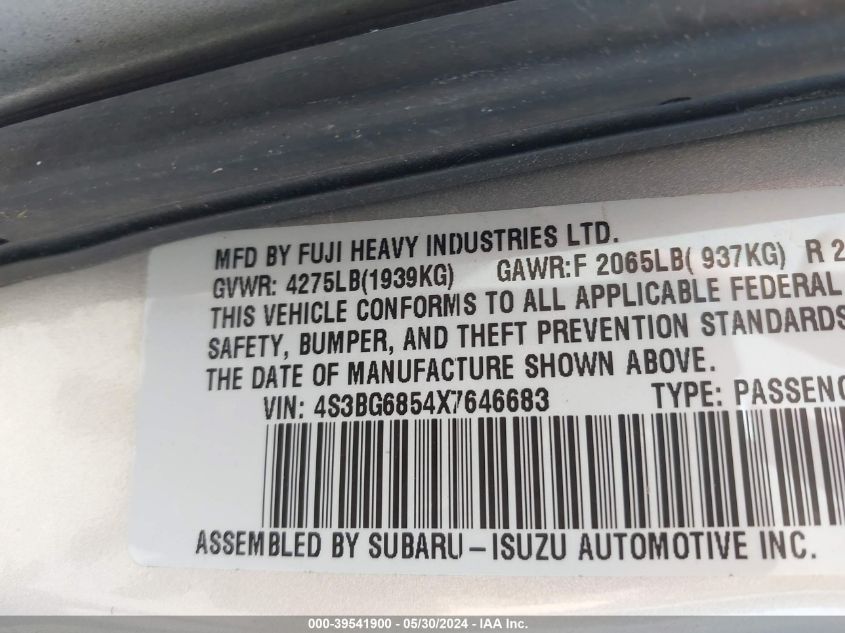 MFD BY FUJI HEAVY INDUSTRIES LTD.
GVWR: 4275LB(1939KG) GAWR:F 2065LB( 937KG) R 2
THIS VEHICLE CONFORMS TO ALL APPLICABLE FEDERAL
SAFETY, BUMPER, AND THEFT PREVENTION STANDARDS
THE DATE OF MANUFACTURE SHOWN ABOVE.
VIN: 4S3BG6854X7646683 TYPE: PASSENG
ASSEMBLED BY SUBARU-ISUZU AUTOMOTIVE INC.
000-39541900 - 05/30/2024 - IAA Inc.